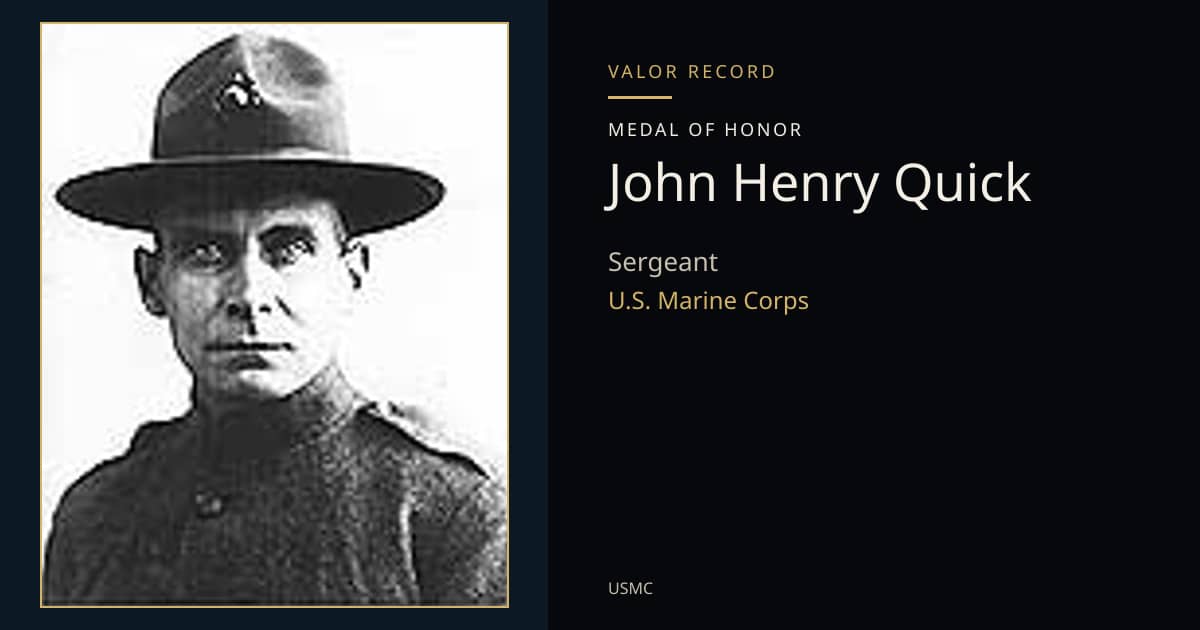 VALOR RECORD
MEDAL OF HONOR
John Henry Quick
Sergeant
U.S. Marine Corps
USMC